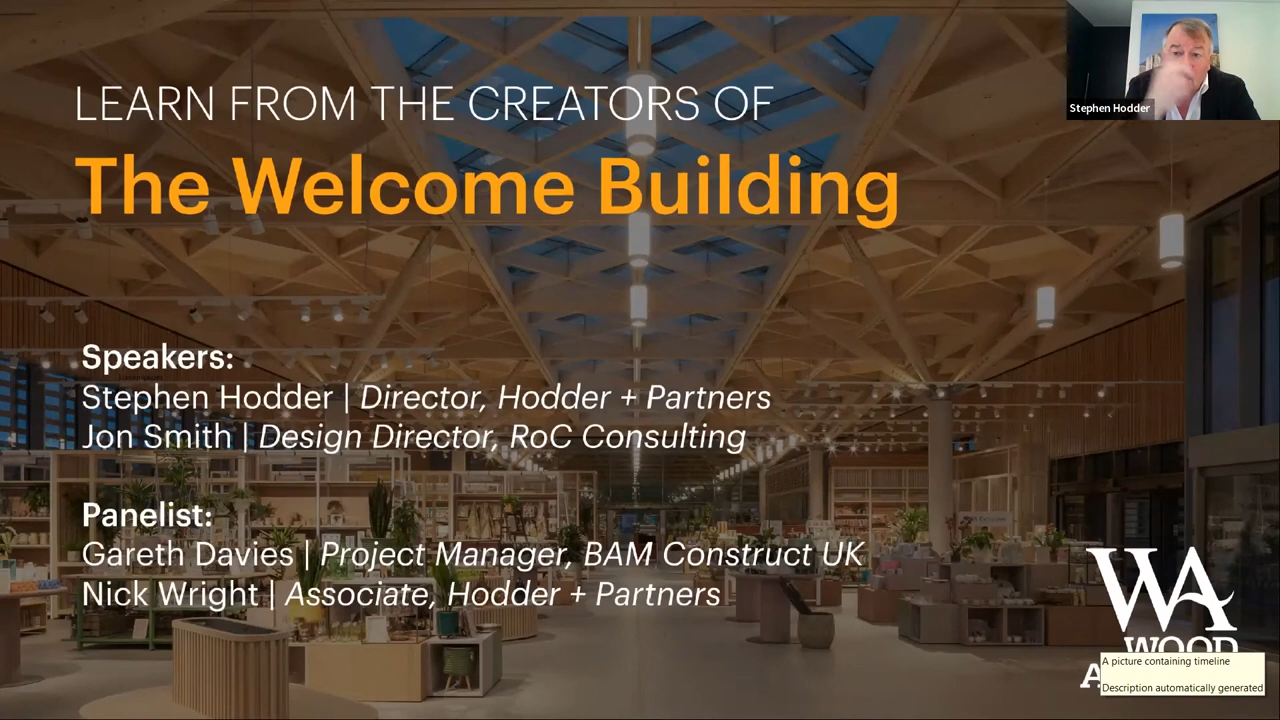 Stephen Hodder
LEARN FROM THE CREATORS OF
The Welcome Building
Speakers:
Stephen Hodder | Director, Hodder + Partners
Jon Smith | Design Director, RoC Consulting
Panelist:
Gareth Davies | Project Manager, BAM Construct UK
Nick Wright | Associate, Hodder + Partners
WA
WOOD
A picture containing timeline
Description automatically generated